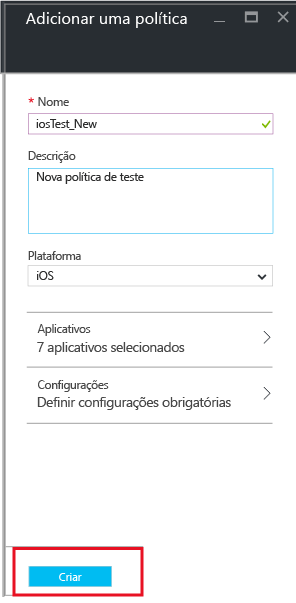 Adicionar uma política
* Nome
iosTest_New
Descrição
Nova política de teste
Plataforma
iOS
Aplicativos
7 aplicativos selecionados
Configurações
Definir configurações obrigatórias
Criar